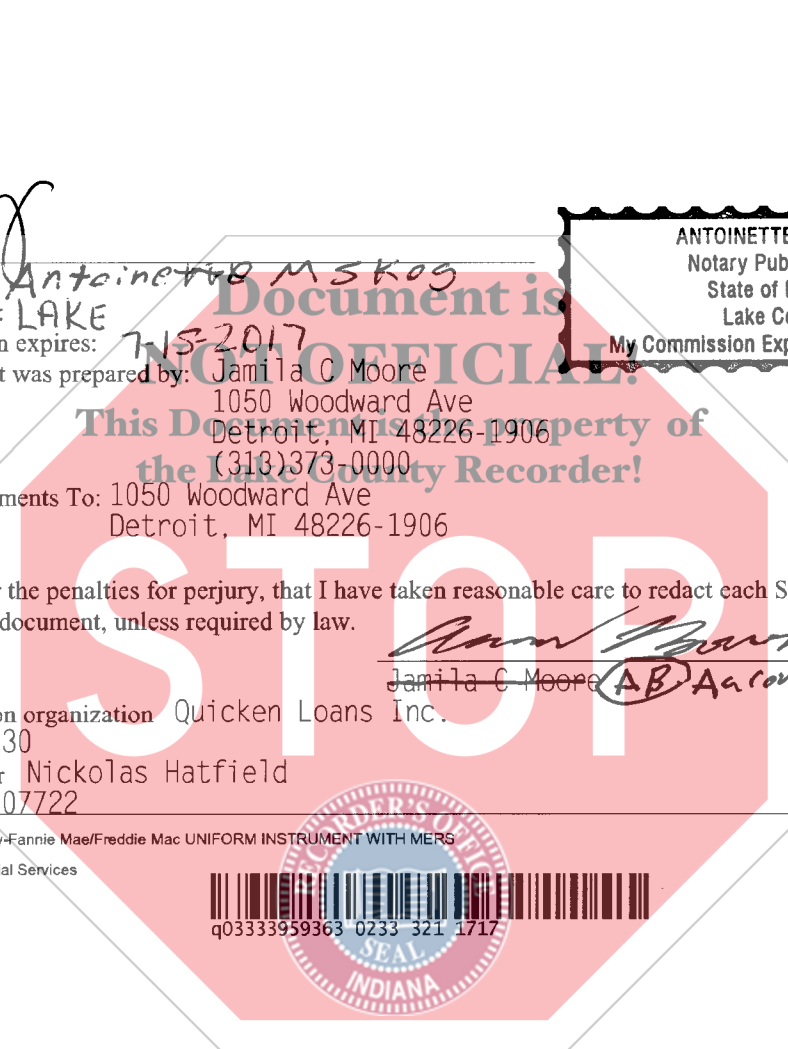 ANTOINETTE
Notary Pub
State of
Lake Co
My Commission Exp
Antoinette M Skog
LAKE
n expires: 7-15-2017
t was prepared by: Jamila C Moore
1050 Woodward Ave
Detroit, MI 48226-1906
(313)373-0000
ments To: 1050 Woodward Ave
Detroit, MI 48226-1906
Document is
NOT OFFICIAL!
This Document is the property of
the Lake County Recorder!
STOP
r the penalties for perjury, that I have taken reasonable care to redact each S
document, unless required by law.
Jamila C Moore AB Aaron
on organization Quicken Loans Inc.
30
r Nickolas Hatfield
07722
y-Fannie Mae/Freddie Mac UNIFORM INSTRUMENT WITH MERS
al Services
q03333959363 0233 321 1717
RECORDER'S OFFICE
SEAL
INDIANA